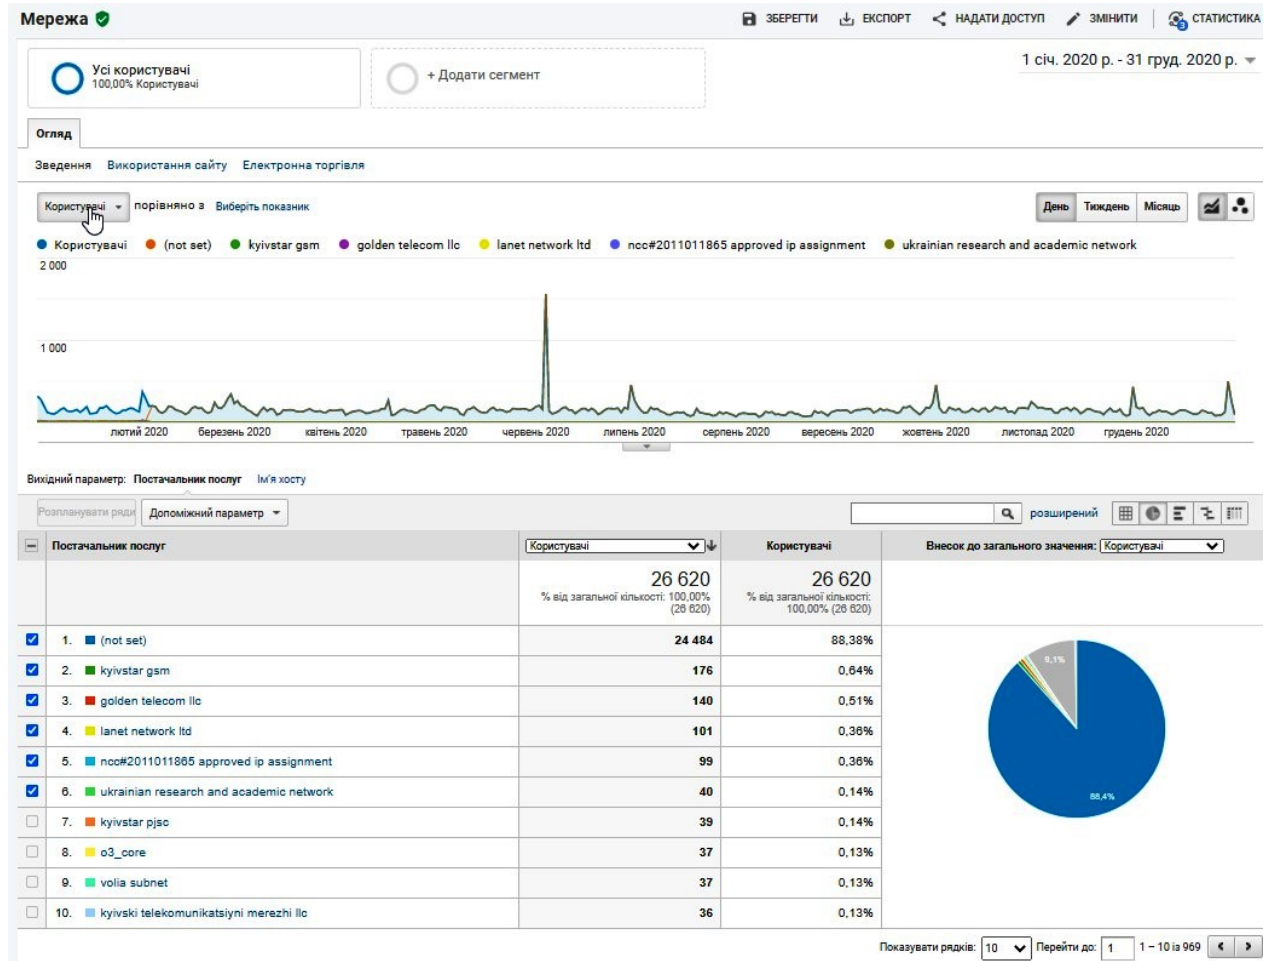 Мережа
ЗБЕРЕГТИ ЕКСПОРТ НАДАТИ ДОСТУП ЗМІНИТИ 3 СТАТИСТИКА
Усі користувачі
100,00% Користувачі
+ Додати сегмент
1 січ. 2020 р. - 31 груд. 2020 р.
Огляд
Зведення Використання сайту Електронна торгівля
Користувачі порівняно з Виберіть показник
День Тиждень Місяць
Користувачі (not set) kyivstar gsm golden telecom llc lanet network ltd ncc#2011011865 approved ip assignment ukrainian research and academic network
2 000
1 000
лютий 2020 березень 2020 квітень 2020 травень 2020 червень 2020 липень 2020 серпень 2020 вересень 2020 жовтень 2020 листопад 2020 грудень 2020
Вихідний параметр: Постачальник послуг Ім'я хосту
Розпланувати ряди Допоміжний параметр
розширений
Постачальник послуг Користувачі Користувачі Внесок до загального значення: Користувачі
26 620 26 620
% від загальної кількості: 100,00% (26 620) % від загальної кількості: 100,00% (26 620)
1. (not set) 24 484 88,38%
2. kyivstar gsm 176 0,64%
3. golden telecom llc 140 0,51%
4. lanet network ltd 101 0,36%
5. ncc#2011011865 approved ip assignment 99 0,36%
6. ukrainian research and academic network 40 0,14%
7. kyivstar pjsc 39 0,14%
8. o3_core 37 0,13%
9. volia subnet 37 0,13%
10. kyivski telekomunikatsiyni merezhi llc 36 0,13%
9,1%
88,4%
Показувати рядків: 10 Перейти до: 1 1 – 10 із 969